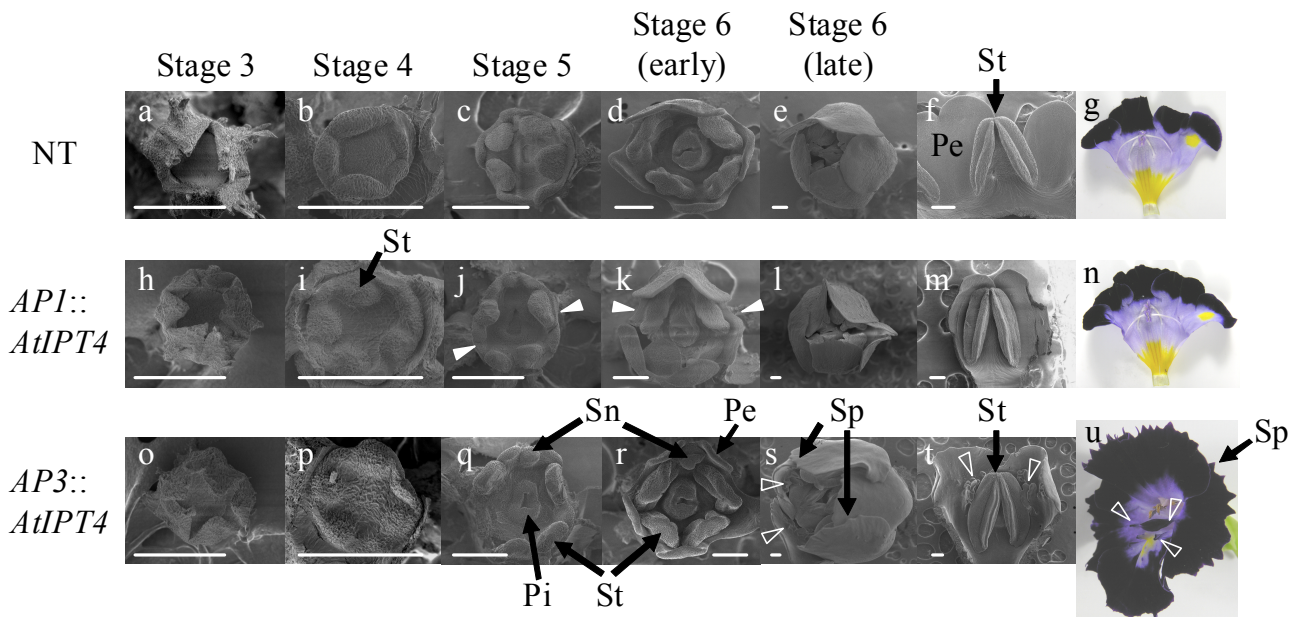 Stage 3 Stage 4 Stage 5 Stage 6 (early) Stage 6 (late) St
NT a b c d e f Pe g
St
AP1:: AtIPT4 h i j k l m n
Sn Pe Sp St
AP3:: AtIPT4 o p q r s t u Sp
Pi St